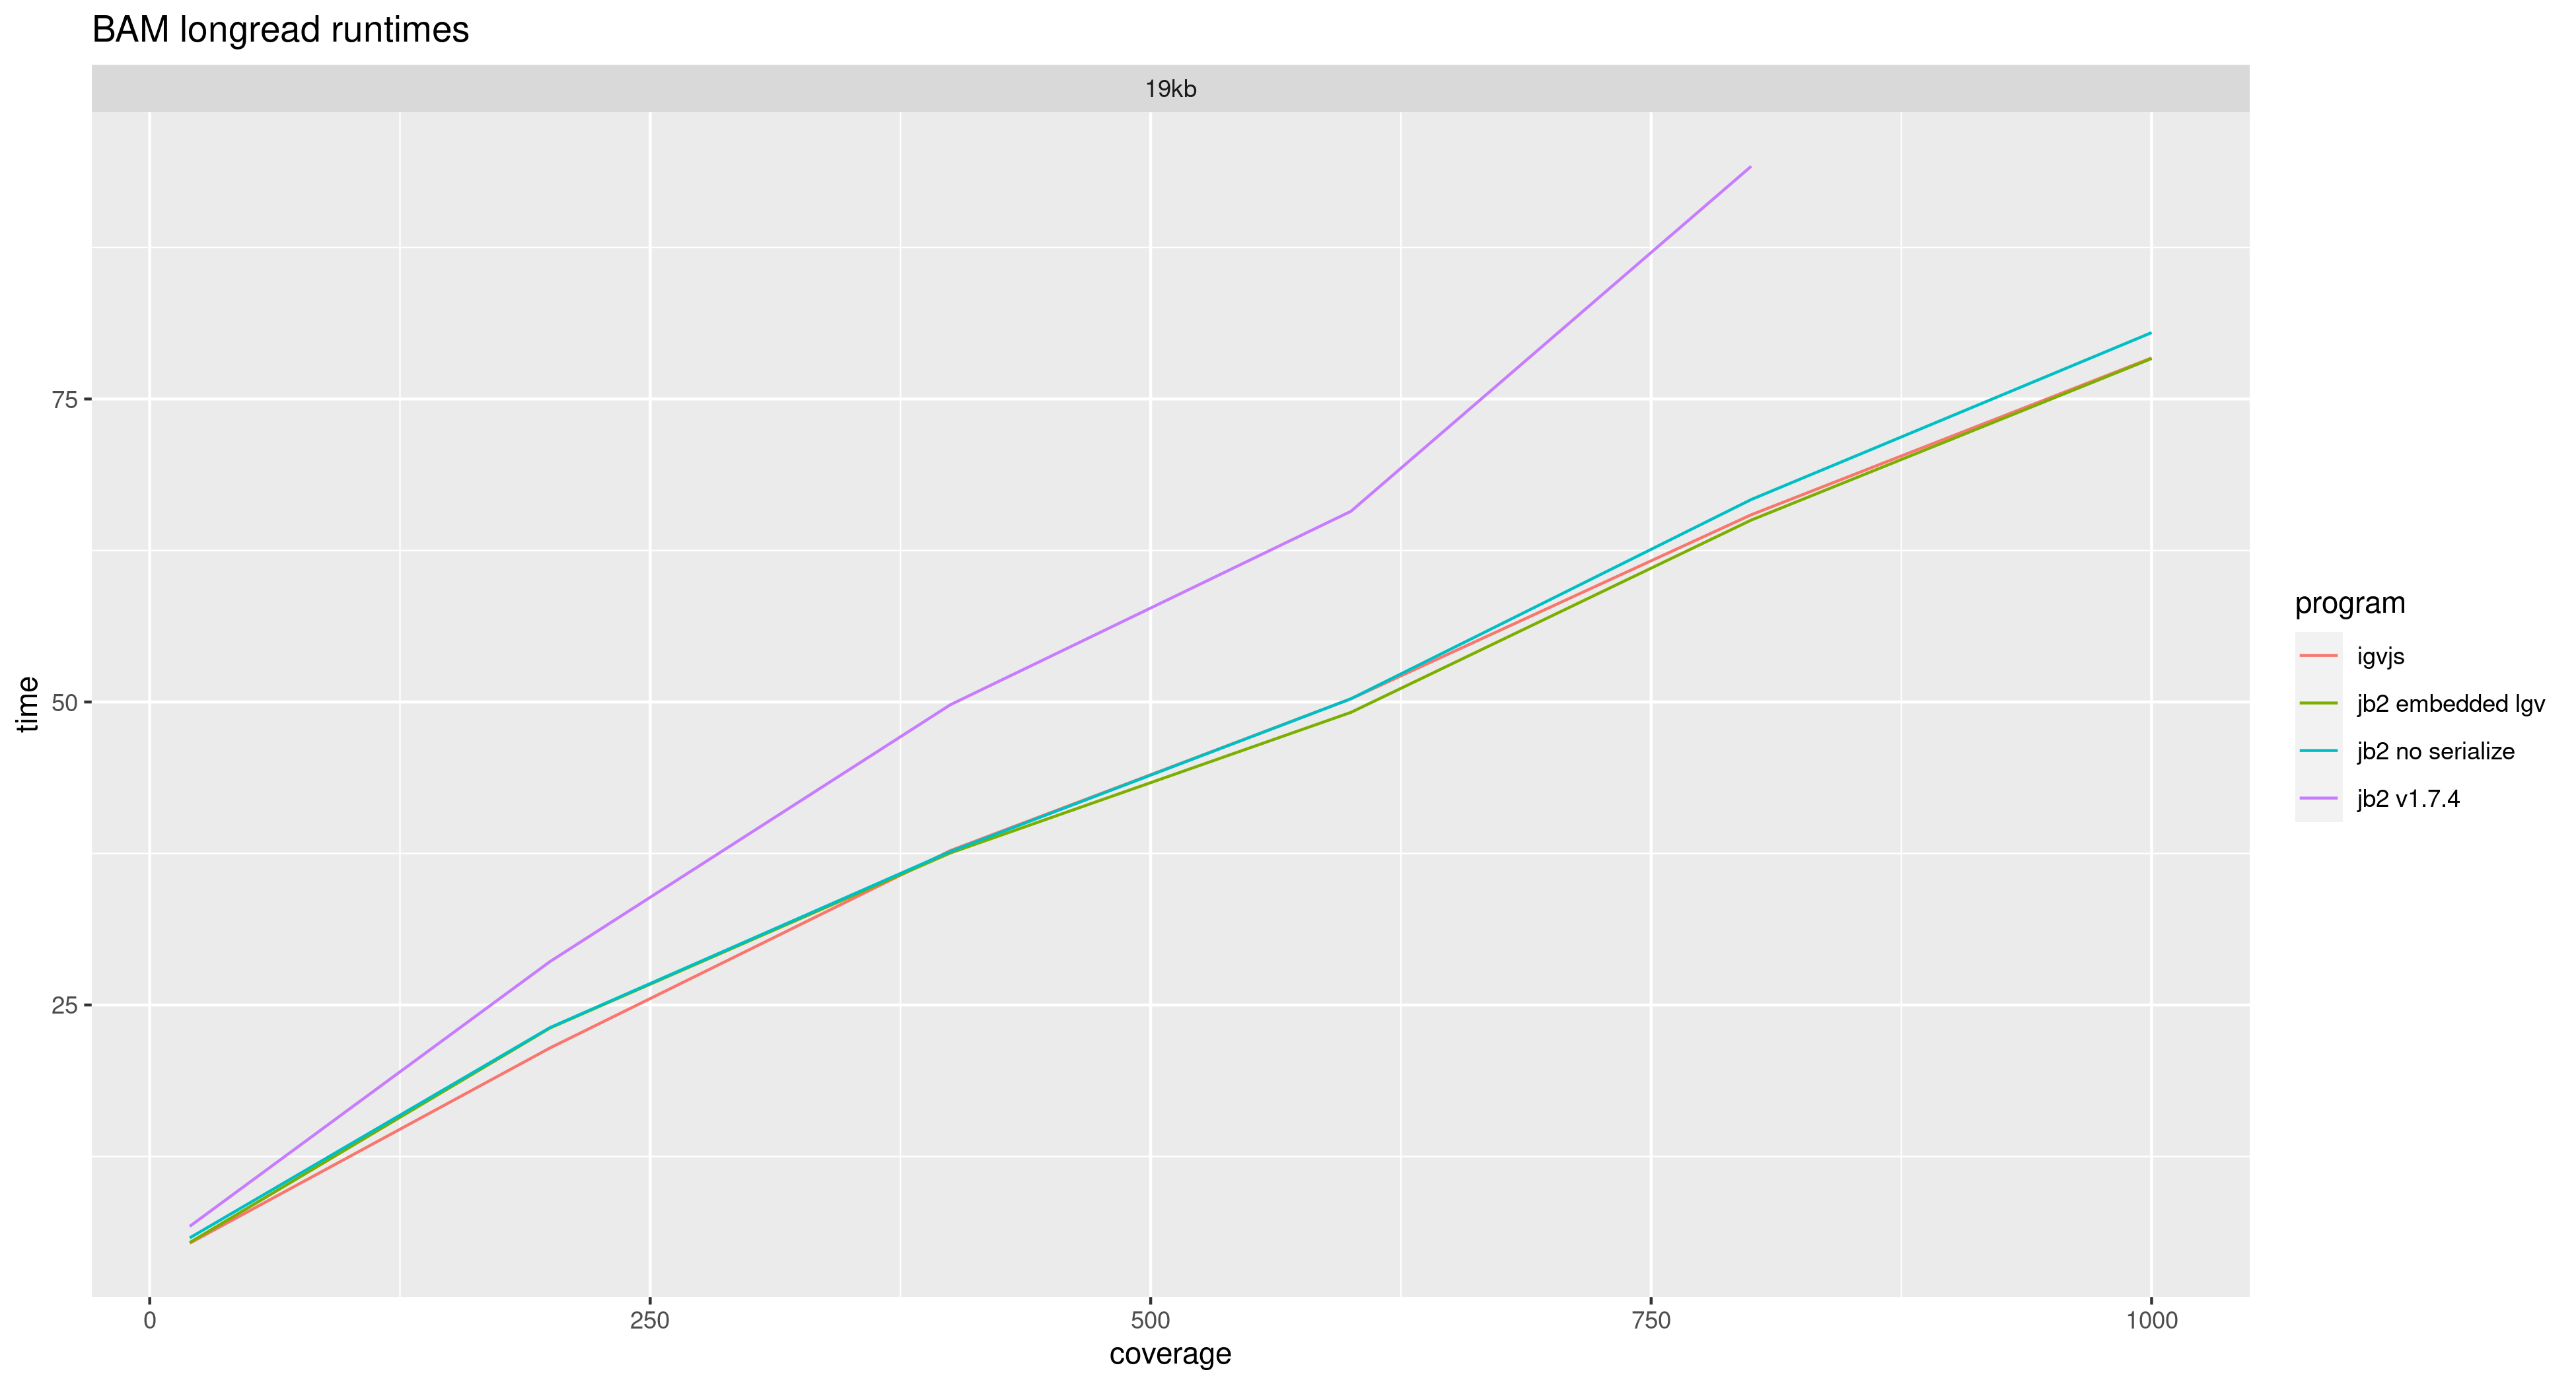 BAM longread runtimes
19kb
75
50
25
time
0 250 500 750 1000
coverage
program
igvjs
jb2 embedded lgv
jb2 no serialize
jb2 v1.7.4